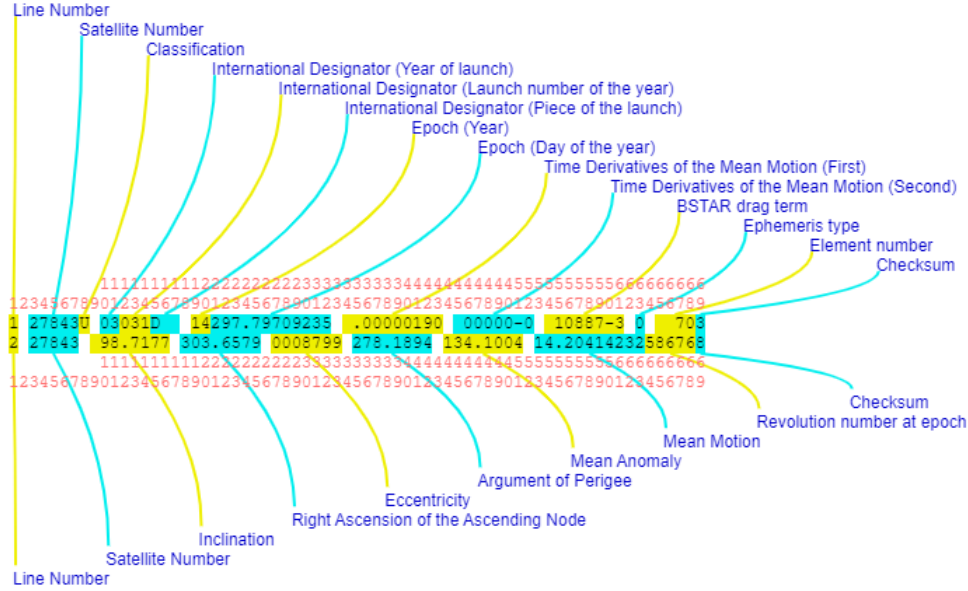 Line Number
Satellite Number
Classification
International Designator (Year of launch)
International Designator (Launch number of the year)
International Designator (Piece of the launch)
Epoch (Year)
Epoch (Day of the year)
Time Derivatives of the Mean Motion (First)
Time Derivatives of the Mean Motion (Second)
BSTAR drag term
Ephemeris type
Element number
Checksum
111111111122222222223333333333444444444455555555556666666666
123456789012345678901234567890123456789012345678901234567890123456789
1 27843U 03031D   14297.79709235  .00000190  00000-0  10887-3 0   703
2 27843  98.7177 303.6579 0008799 278.1894 134.1004 14.20414232586768
111111111122222222223333333333444444444455555555556666666666
123456789012345678901234567890123456789012345678901234567890123456789
Checksum
Revolution number at epoch
Mean Motion
Mean Anomaly
Argument of Perigee
Eccentricity
Right Ascension of the Ascending Node
Inclination
Satellite Number
Line Number